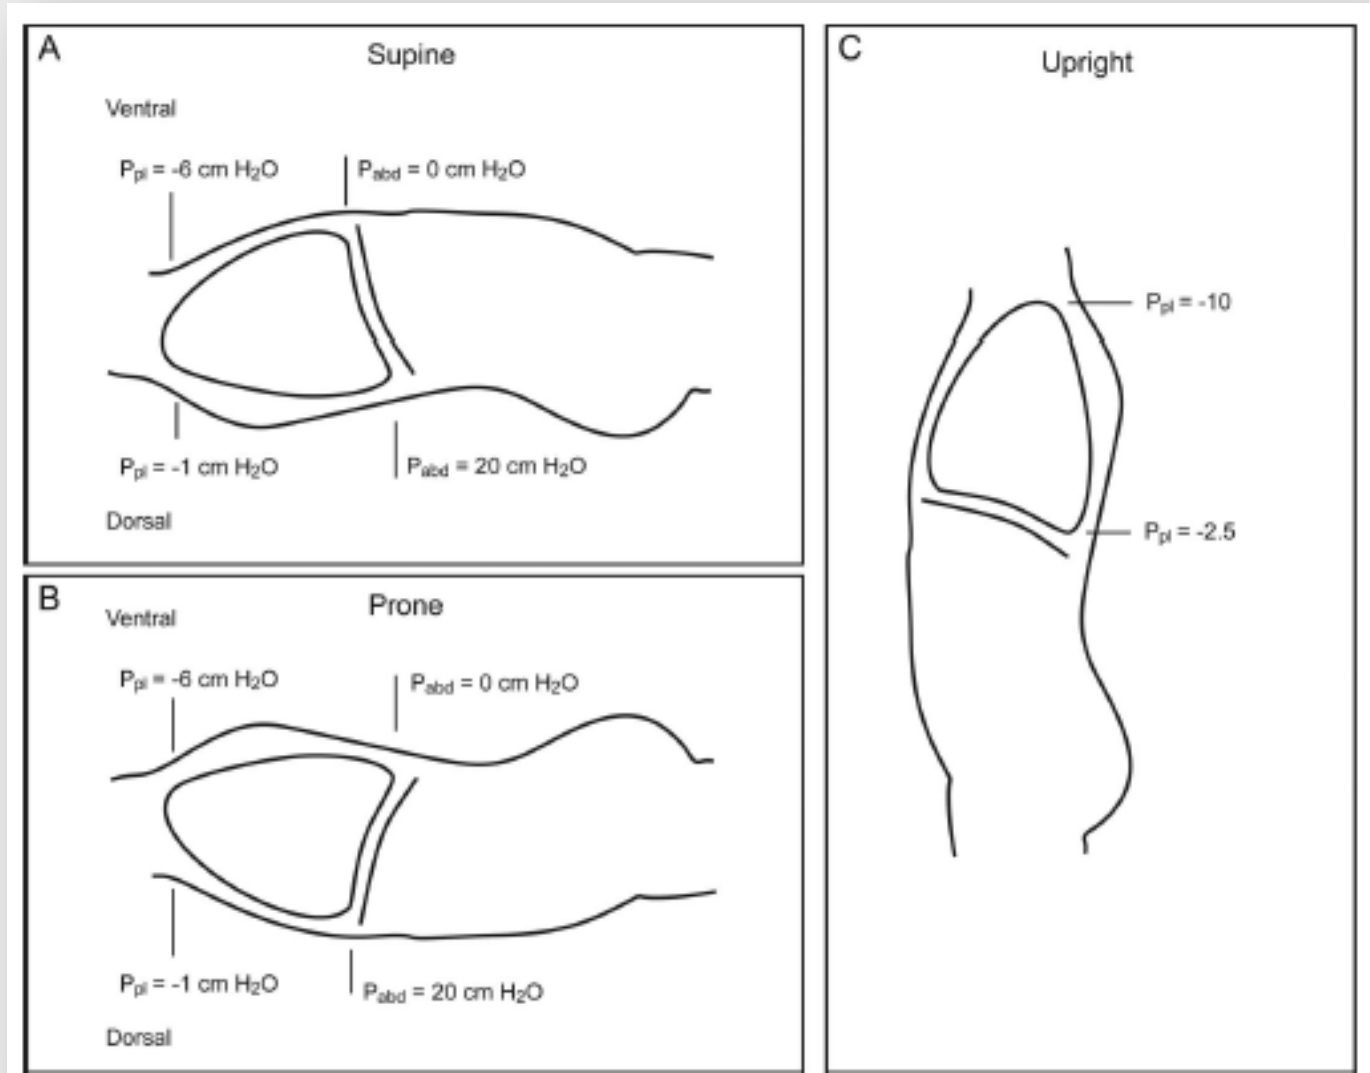 A
Supine
Ventral
Ppl = -6 cm H2O
Pabd = 0 cm H2O
Ppl = -1 cm H2O
Pabd = 20 cm H2O
Dorsal
B
Prone
Ventral
Ppl = -6 cm H2O
Pabd = 0 cm H2O
Ppl = -1 cm H2O
Pabd = 20 cm H2O
Dorsal
C
Upright
Ppl = -10
Ppl = -2.5